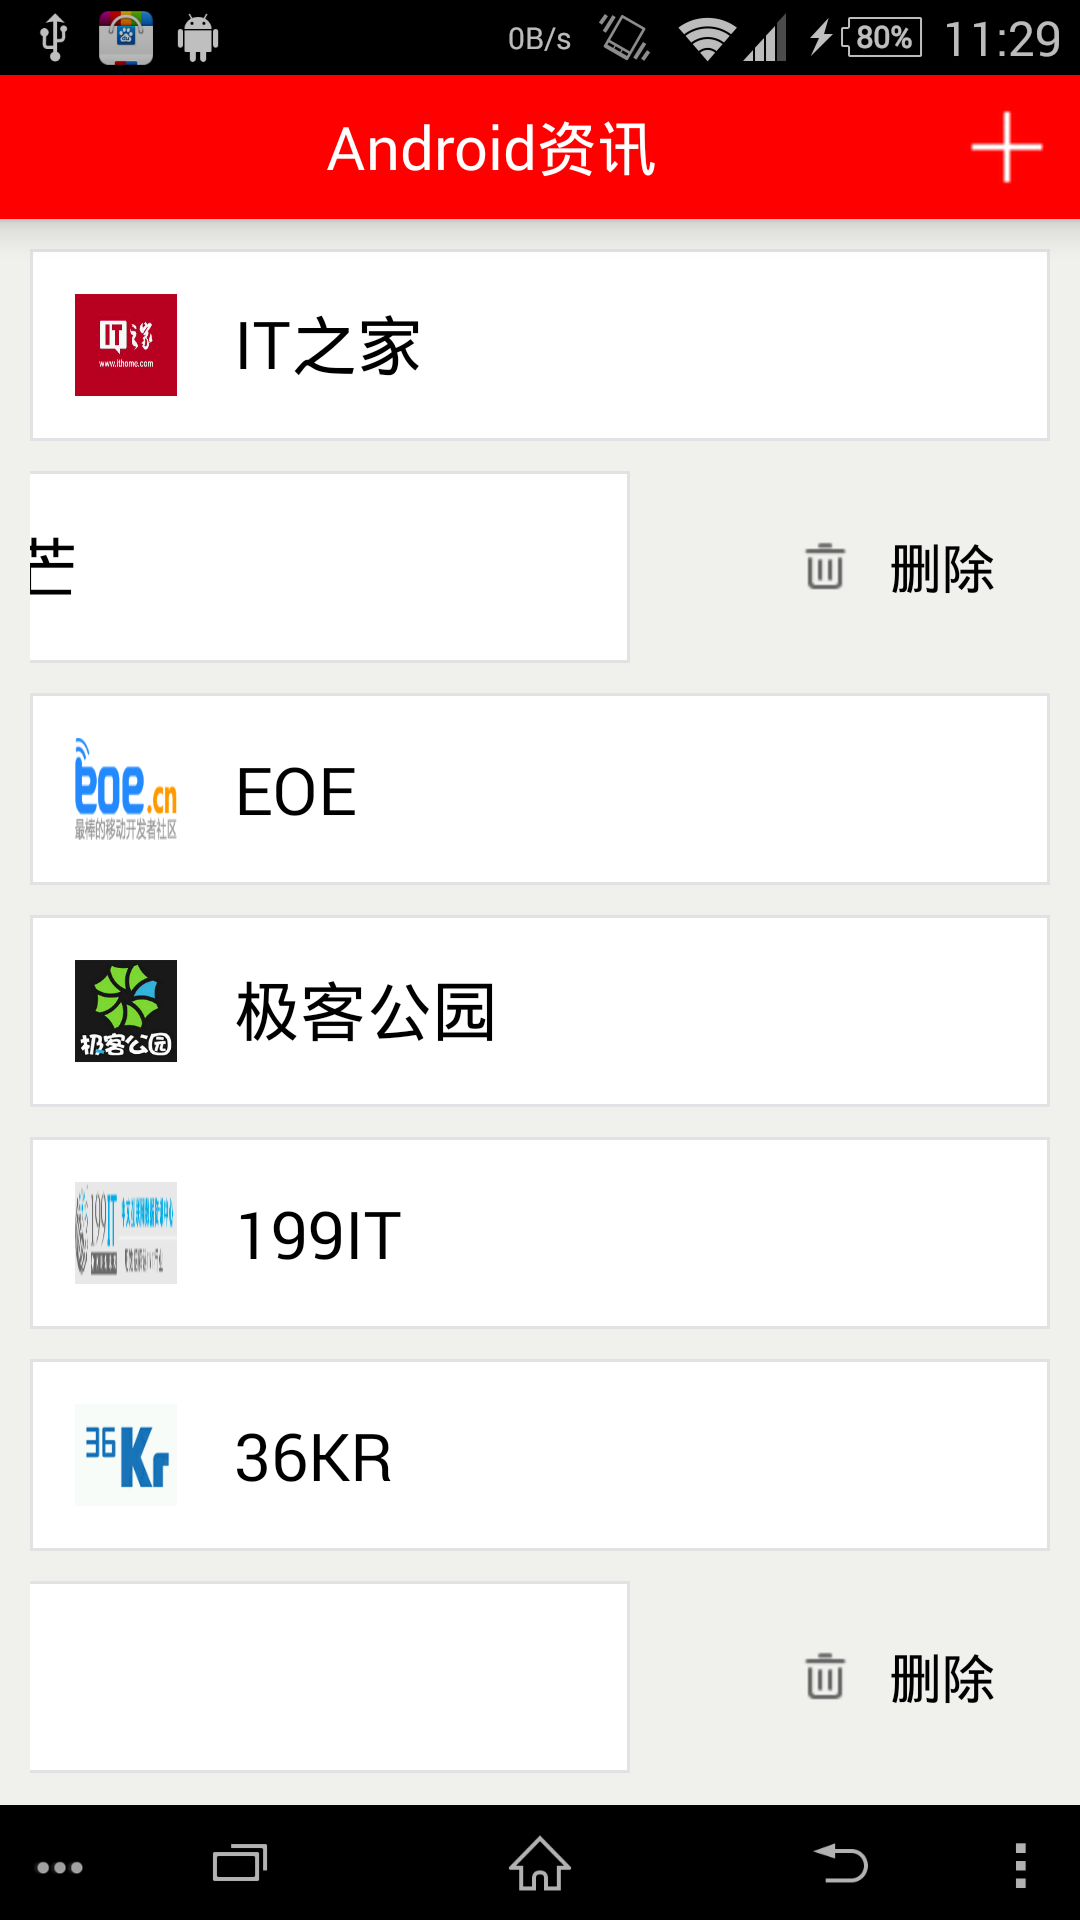 0B/s 80% 11:29
Android资讯
IT之家
www.ithome.com
IT之家
删除
eoe.cn
最棒的移动开发者社区
EOE
极客公园
极客公园
199IT
199IT
36Kr
36KR
删除